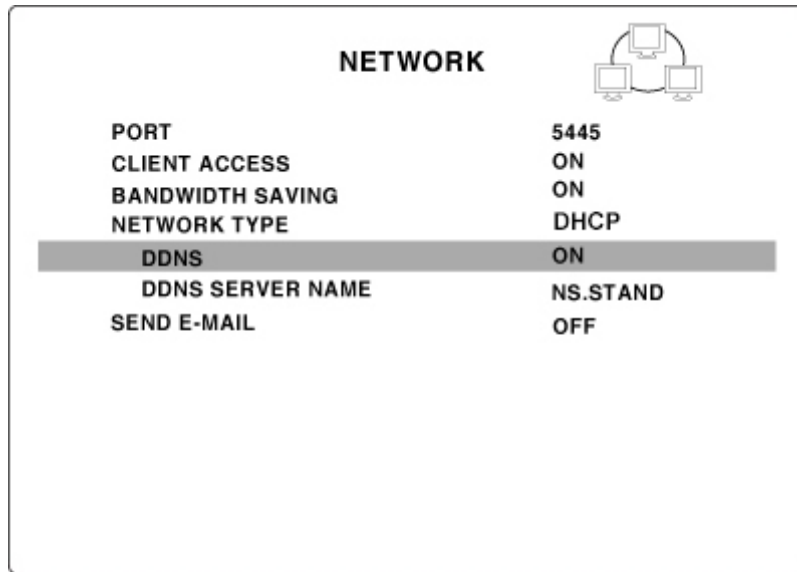 NETWORK
PORT 5445
CLIENT ACCESS ON
BANDWIDTH SAVING ON
NETWORK TYPE DHCP
DDNS ON
DDNS SERVER NAME NS.STAND
SEND E-MAIL OFF